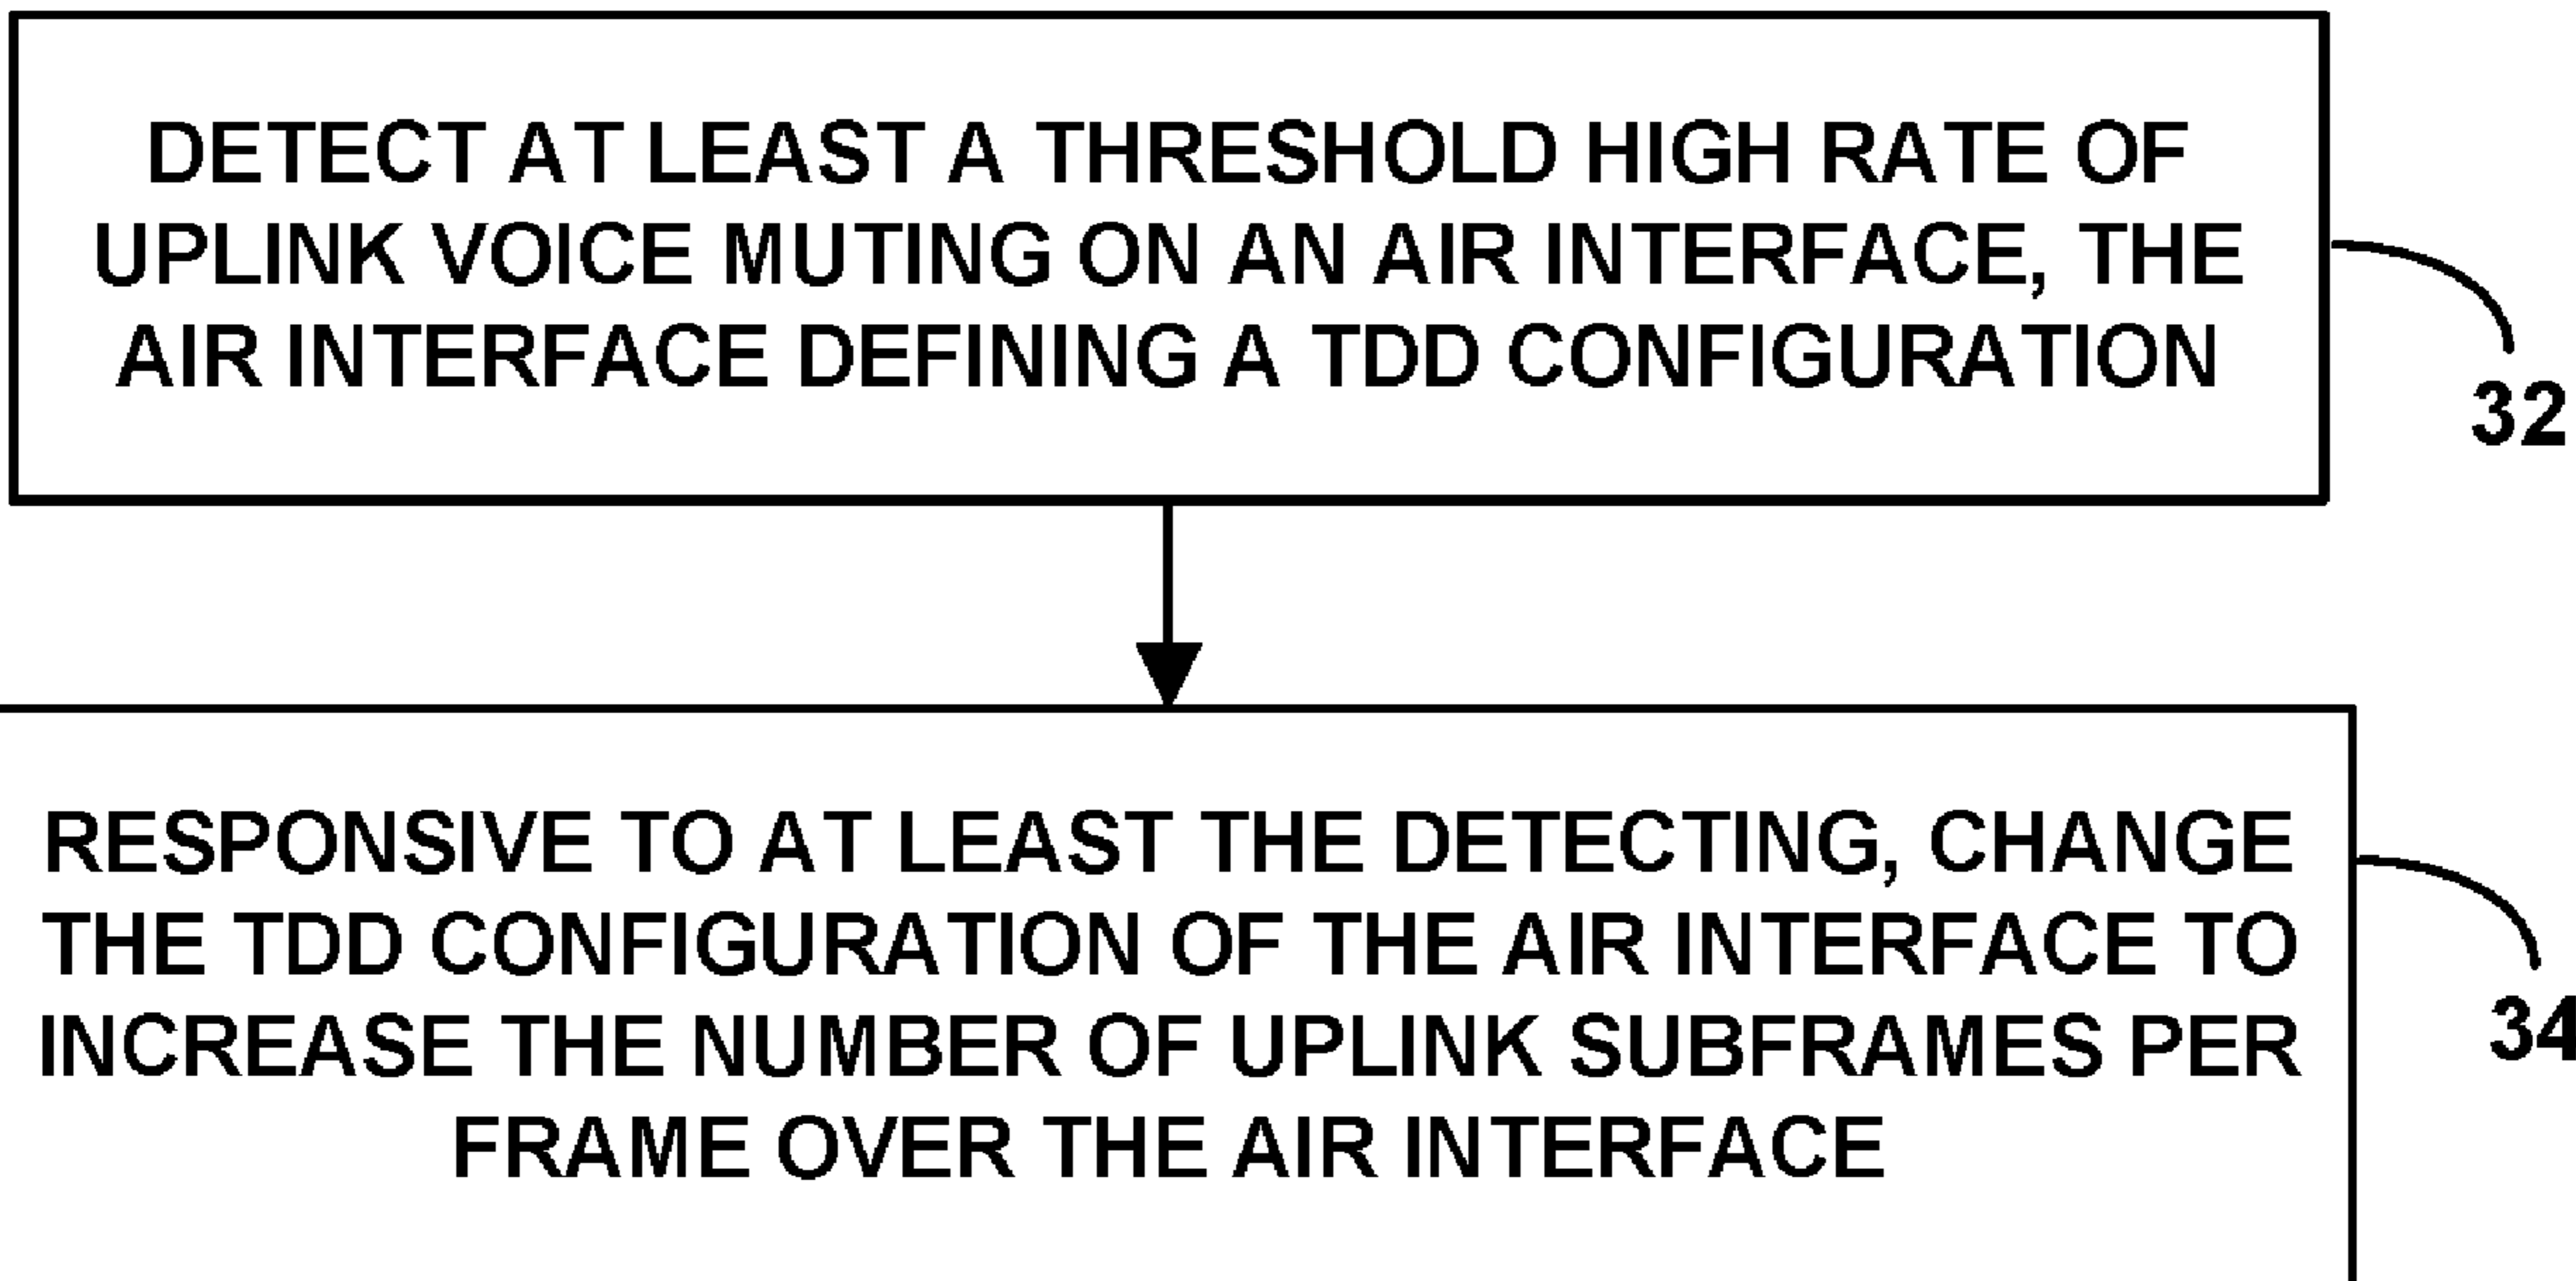 DETECT AT LEAST A THRESHOLD HIGH RATE OF
UPLINK VOICE MUTING ON AN AIR INTERFACE, THE
AIR INTERFACE DEFINING A TDD CONFIGURATION
32
RESPONSIVE TO AT LEAST THE DETECTING, CHANGE
THE TDD CONFIGURATION OF THE AIR INTERFACE TO
INCREASE THE NUMBER OF UPLINK SUBFRAMES PER
FRAME OVER THE AIR INTERFACE
34